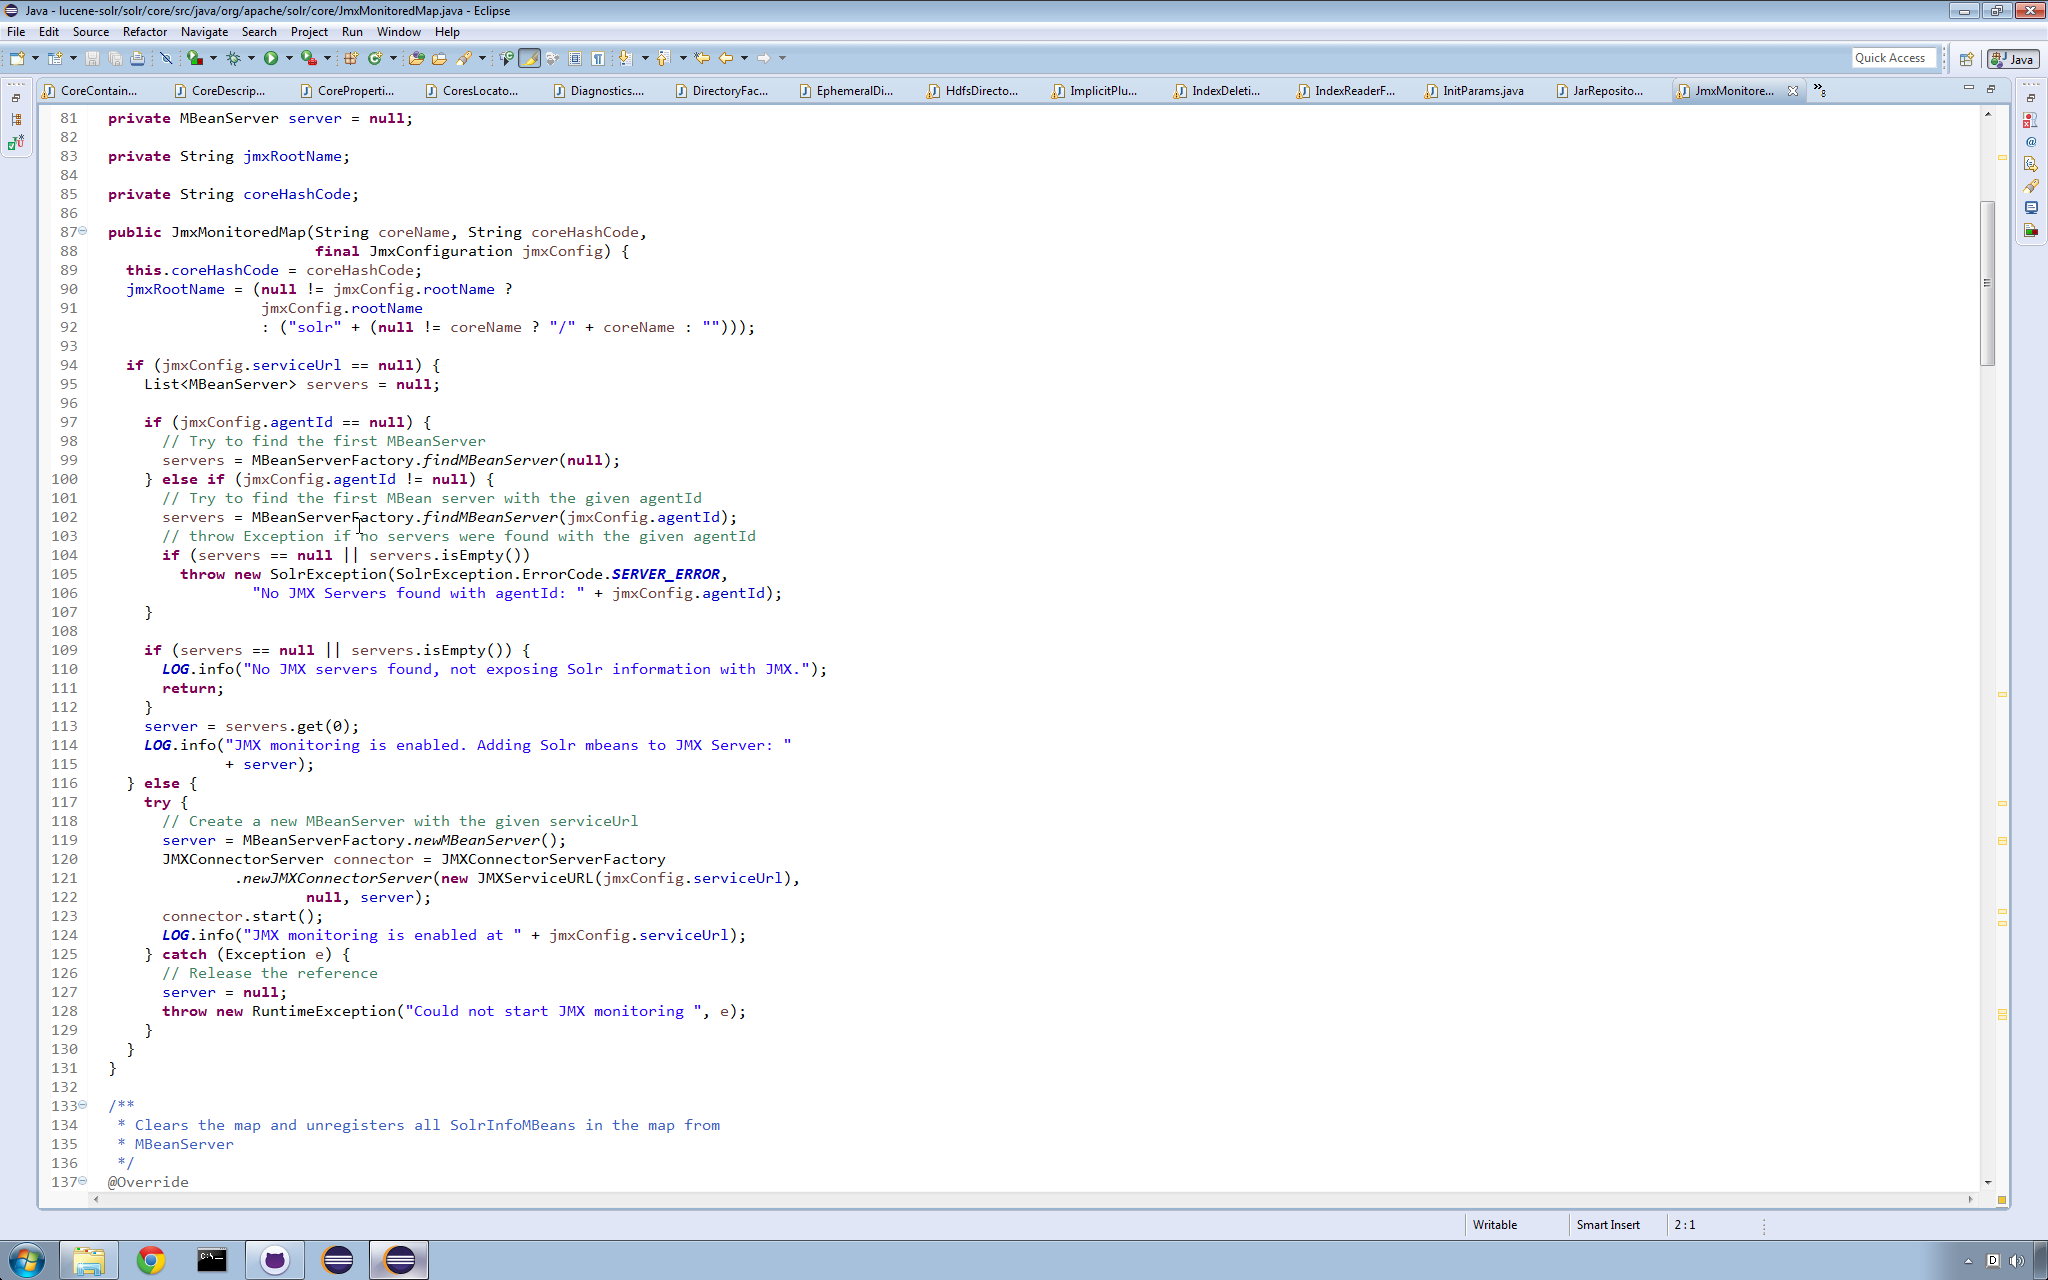 Java - lucene-solr/solr/core/src/java/org/apache/solr/core/JmxMonitoredMap.java - Eclipse
File Edit Source Refactor Navigate Search Project Run Window Help
Quick Access Java
CoreContain... CoreDescrip... CoreProperti... CoresLocato... Diagnostics.... DirectoryFac... EphemeralDi... HdfsDirecto... ImplicitPlu... IndexDeleti... IndexReaderF... InitParams.java JarReposito... JmxMonitore... »8
81 private MBeanServer server = null;
82
83 private String jmxRootName;
84
85 private String coreHashCode;
86
87 public JmxMonitoredMap(String coreName, String coreHashCode,
88 final JmxConfiguration jmxConfig) {
89 this.coreHashCode = coreHashCode;
90 jmxRootName = (null != jmxConfig.rootName ?
91 jmxConfig.rootName
92 : ("solr" + (null != coreName ? "/" + coreName : "")));
93
94 if (jmxConfig.serviceUrl == null) {
95 List<MBeanServer> servers = null;
96
97 if (jmxConfig.agentId == null) {
98 // Try to find the first MBeanServer
99 servers = MBeanServerFactory.findMBeanServer(null);
100 } else if (jmxConfig.agentId != null) {
101 // Try to find the first MBean server with the given agentId
102 servers = MBeanServerFactory.findMBeanServer(jmxConfig.agentId);
103 // throw Exception if no servers were found with the given agentId
104 if (servers == null || servers.isEmpty())
105 throw new SolrException(SolrException.ErrorCode.SERVER_ERROR,
106 "No JMX Servers found with agentId: " + jmxConfig.agentId);
107 }
108
109 if (servers == null || servers.isEmpty()) {
110 LOG.info("No JMX servers found, not exposing Solr information with JMX.");
111 return;
112 }
113 server = servers.get(0);
114 LOG.info("JMX monitoring is enabled. Adding Solr mbeans to JMX Server: "
115 + server);
116 } else {
117 try {
118 // Create a new MBeanServer with the given serviceUrl
119 server = MBeanServerFactory.newMBeanServer();
120 JMXConnectorServer connector = JMXConnectorServerFactory
121 .newJMXConnectorServer(new JMXServiceURL(jmxConfig.serviceUrl),
122 null, server);
123 connector.start();
124 LOG.info("JMX monitoring is enabled at " + jmxConfig.serviceUrl);
125 } catch (Exception e) {
126 // Release the reference
127 server = null;
128 throw new RuntimeException("Could not start JMX monitoring ", e);
129 }
130 }
131 }
132
133 /**
134 * Clears the map and unregisters all SolrInfoMBeans in the map from
135 * MBeanServer
136 */
137 @Override
Writable Smart Insert 2 : 1